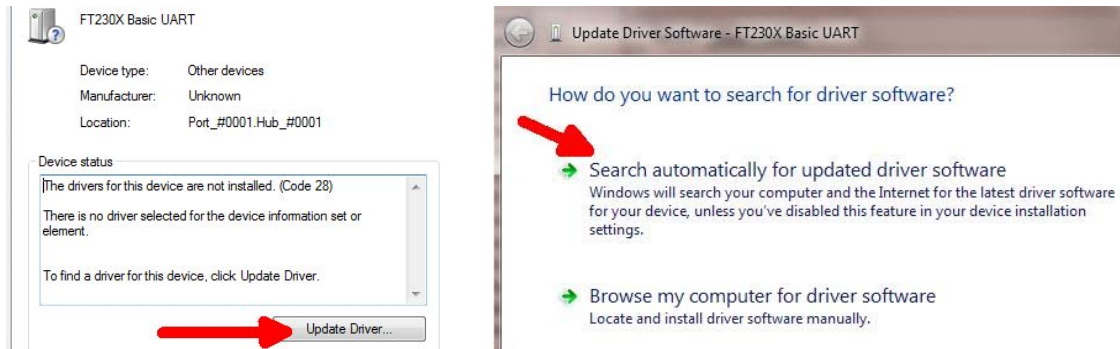 FT230X Basic UART
Device type: Other devices
Manufacturer: Unknown
Location: Port_#0001.Hub_#0001
Device status
The drivers for this device are not installed. (Code 28)
There is no driver selected for the device information set or
element.
To find a driver for this device, click Update Driver.
Update Driver...
Update Driver Software - FT230X Basic UART
How do you want to search for driver software?
Search automatically for updated driver software
Windows will search your computer and the Internet for the latest driver software
for your device, unless you've disabled this feature in your device installation
settings.
Browse my computer for driver software
Locate and install driver software manually.